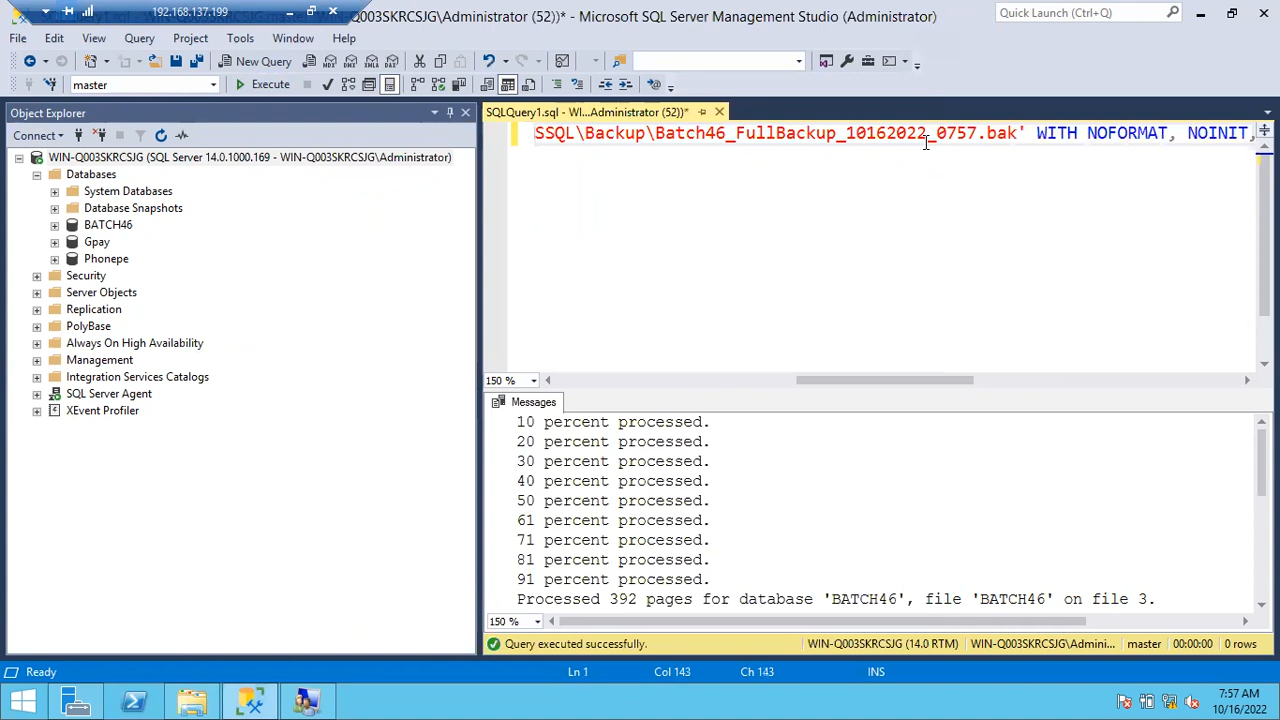 192.168.137.199
WIN-Q003SKRCSJG\Administrator (52))* - Microsoft SQL Server Management Studio (Administrator)
Quick Launch (Ctrl+Q)
File Edit View Query Project Tools Window Help
New Query
master
Execute
Object Explorer
Connect
WIN-Q003SKRCSJG (SQL Server 14.0.1000.169 - WIN-Q003SKRCSJG\Administrator)
Databases
System Databases
Database Snapshots
BATCH46
Gpay
Phonepe
Security
Server Objects
Replication
PolyBase
Always On High Availability
Management
Integration Services Catalogs
SQL Server Agent
XEvent Profiler
SQLQuery1.sql - WI...Administrator (52))*
SSQL\Backup\Batch46_FullBackup_10162022_0757.bak' WITH NOFORMAT, NOINIT,
150 %
Messages
10 percent processed.
20 percent processed.
30 percent processed.
40 percent processed.
50 percent processed.
61 percent processed.
71 percent processed.
81 percent processed.
91 percent processed.
Processed 392 pages for database 'BATCH46', file 'BATCH46' on file 3.
150 %
Query executed successfully. WIN-Q003SKRCSJG (14.0 RTM) WIN-Q003SKRCSJG\Admini... master 00:00:00 0 rows
Ready Ln 1 Col 143 Ch 143 INS
7:57 AM
10/16/2022